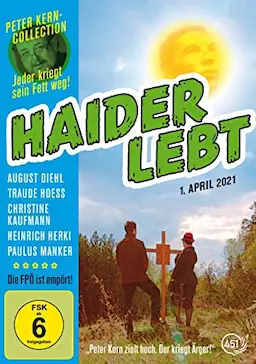 PETER KERN-
COLLECTION
Jeder kriegt
sein Fett weg!
HAIDER
LEBT
1. APRIL 2021
AUGUST DIEHL
TRAUDE HOESS
CHRISTINE
KAUFMANN
HEINRICH HERKI
PAULUS MANKER
Die FPÖ ist empört!
FSK
ab
6
freigegeben
„Peter Kern zielt hoch. Der kriegt Ärger!“
451